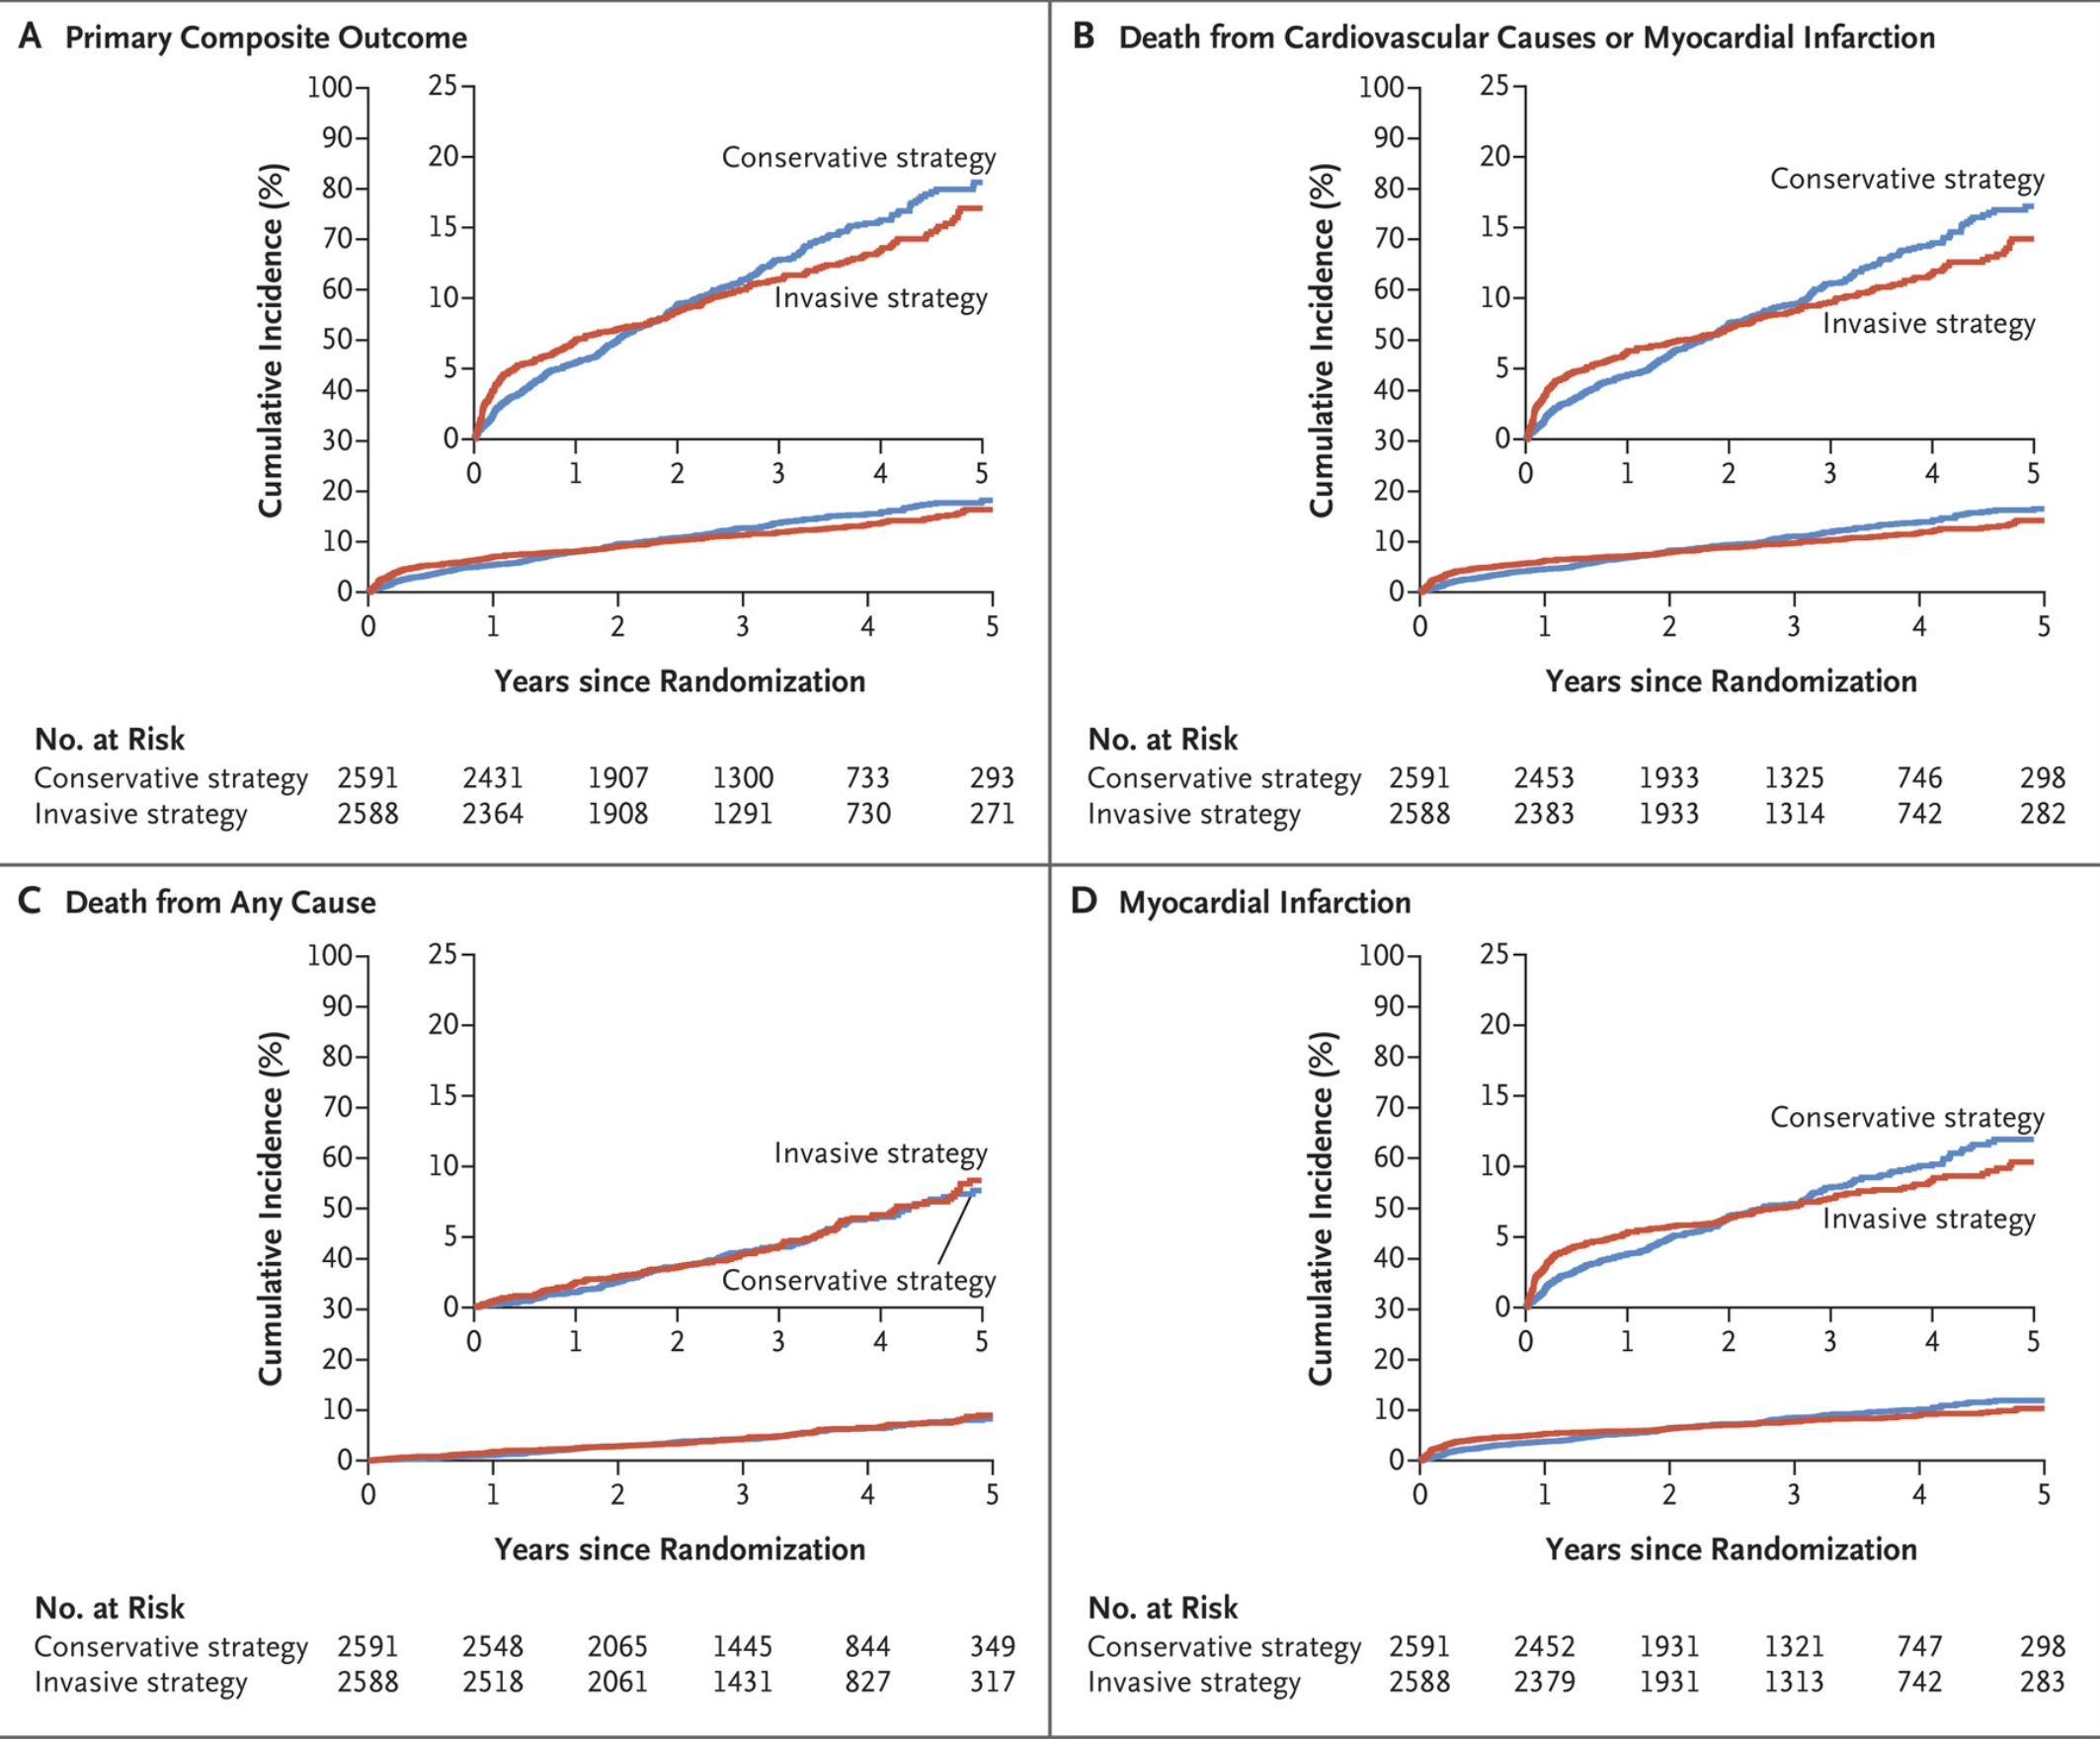 A Primary Composite Outcome
Cumulative Incidence (%)
100
90
80
70
60
50
40
30
20
10
0
25
20
15
10
5
0
Conservative strategy
Invasive strategy
0 1 2 3 4 5
0 1 2 3 4 5
Years since Randomization
No. at Risk
Conservative strategy 2591 2431 1907 1300 733 293
Invasive strategy 2588 2364 1908 1291 730 271
B Death from Cardiovascular Causes or Myocardial Infarction
Cumulative Incidence (%)
100
90
80
70
60
50
40
30
20
10
0
25
20
15
10
5
0
Conservative strategy
Invasive strategy
0 1 2 3 4 5
0 1 2 3 4 5
Years since Randomization
No. at Risk
Conservative strategy 2591 2453 1933 1325 746 298
Invasive strategy 2588 2383 1933 1314 742 282
C Death from Any Cause
Cumulative Incidence (%)
100
90
80
70
60
50
40
30
20
10
0
25
20
15
10
5
0
Invasive strategy
Conservative strategy
0 1 2 3 4 5
0 1 2 3 4 5
Years since Randomization
No. at Risk
Conservative strategy 2591 2548 2065 1445 844 349
Invasive strategy 2588 2518 2061 1431 827 317
D Myocardial Infarction
Cumulative Incidence (%)
100
90
80
70
60
50
40
30
20
10
0
25
20
15
10
5
0
Conservative strategy
Invasive strategy
0 1 2 3 4 5
0 1 2 3 4 5
Years since Randomization
No. at Risk
Conservative strategy 2591 2452 1931 1321 747 298
Invasive strategy 2588 2379 1931 1313 742 283